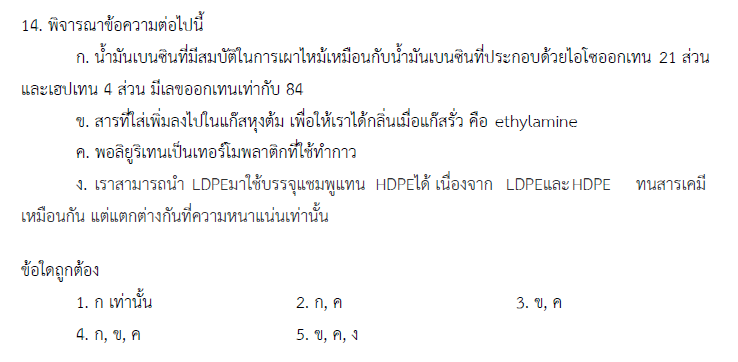 14. พิจารณาข้อความต่อไปนี้
ก. น้ำมันเบนซินที่มีสมบัติในการเผาไหม้เหมือนกับน้ำมันเบนซินที่ประกอบด้วยไอโซออกเทน 21 ส่วน
และเฮปเทน 4 ส่วน มีเลขออกเทนเท่ากับ 84
ข. สารที่ใส่เพิ่มลงไปในแก๊สหุงต้ม เพื่อให้เราได้กลิ่นเมื่อแก๊สรั่ว คือ ethylamine
ค. พอลิยูริเทนเป็นเทอร์โมพลาติกที่ใช้ทำกาว
ง. เราสามารถนำ LDPEมาใช้บรรจุแชมพูแทน HDPEได้ เนื่องจาก LDPEและHDPE ทนสารเคมี
เหมือนกัน แต่แตกต่างกันที่ความหนาแน่นเท่านั้น
ข้อใดถูกต้อง
1. ก เท่านั้น 2. ก, ค 3. ข, ค
4. ก, ข, ค 5. ข, ค, ง